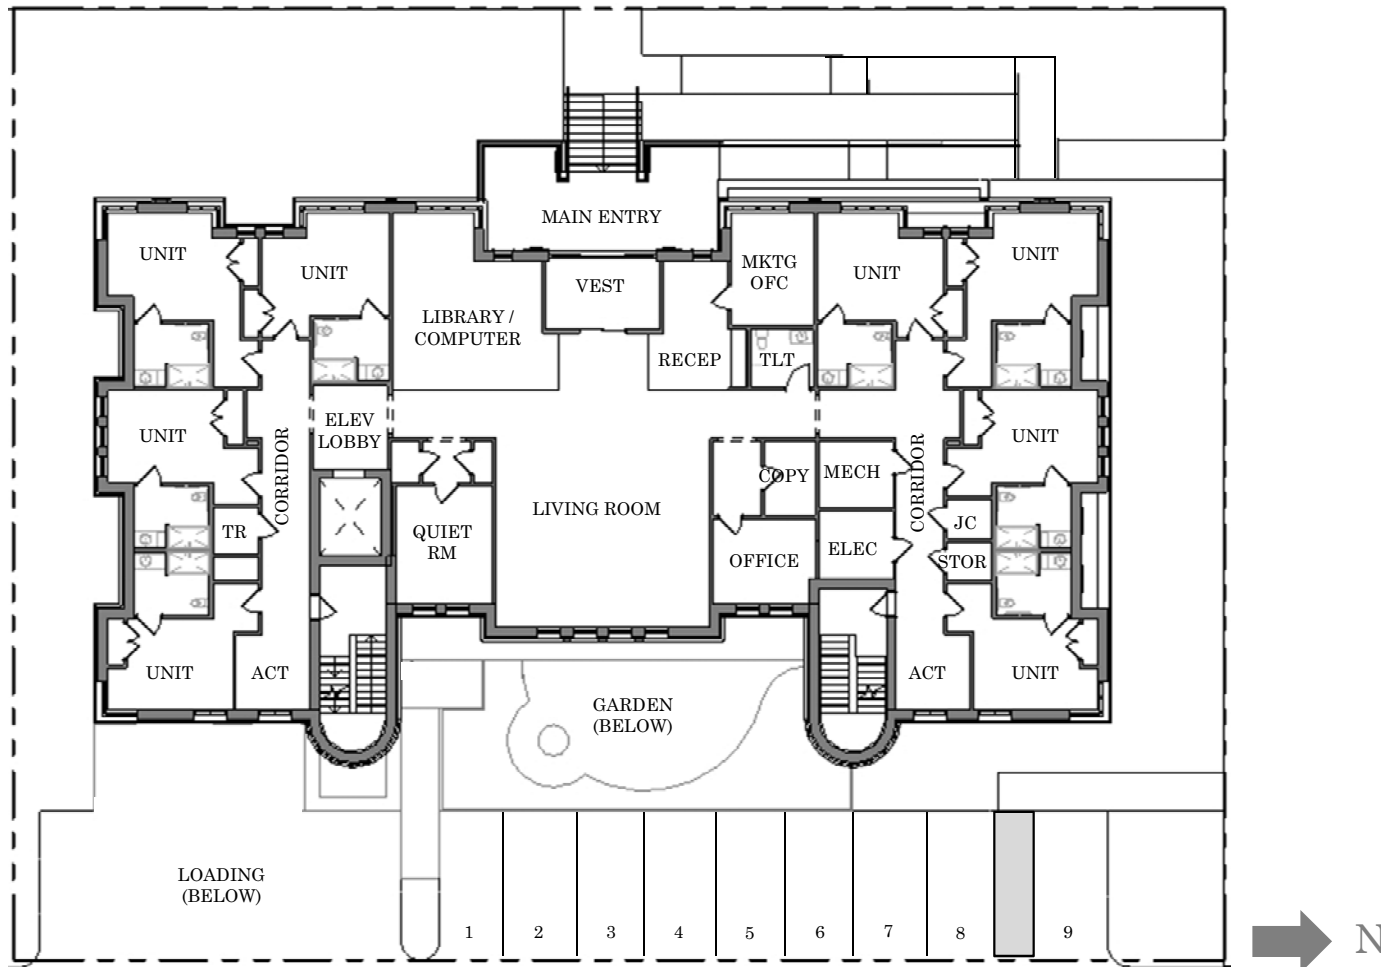 MAIN ENTRY
UNIT
UNIT
MKTG
OFC
UNIT
UNIT
VEST
LIBRARY /
COMPUTER
RECEP
TLT
ELEV
LOBBY
UNIT
CORRIDOR
UNIT
CORRIDOR
MECH
COPY
LIVING ROOM
QUIET
RM
TR
JC
ELEC
OFFICE
STOR
UNIT
ACT
ACT
UNIT
GARDEN
(BELOW)
LOADING
(BELOW)
1
2
3
4
5
6
7
8
9
N